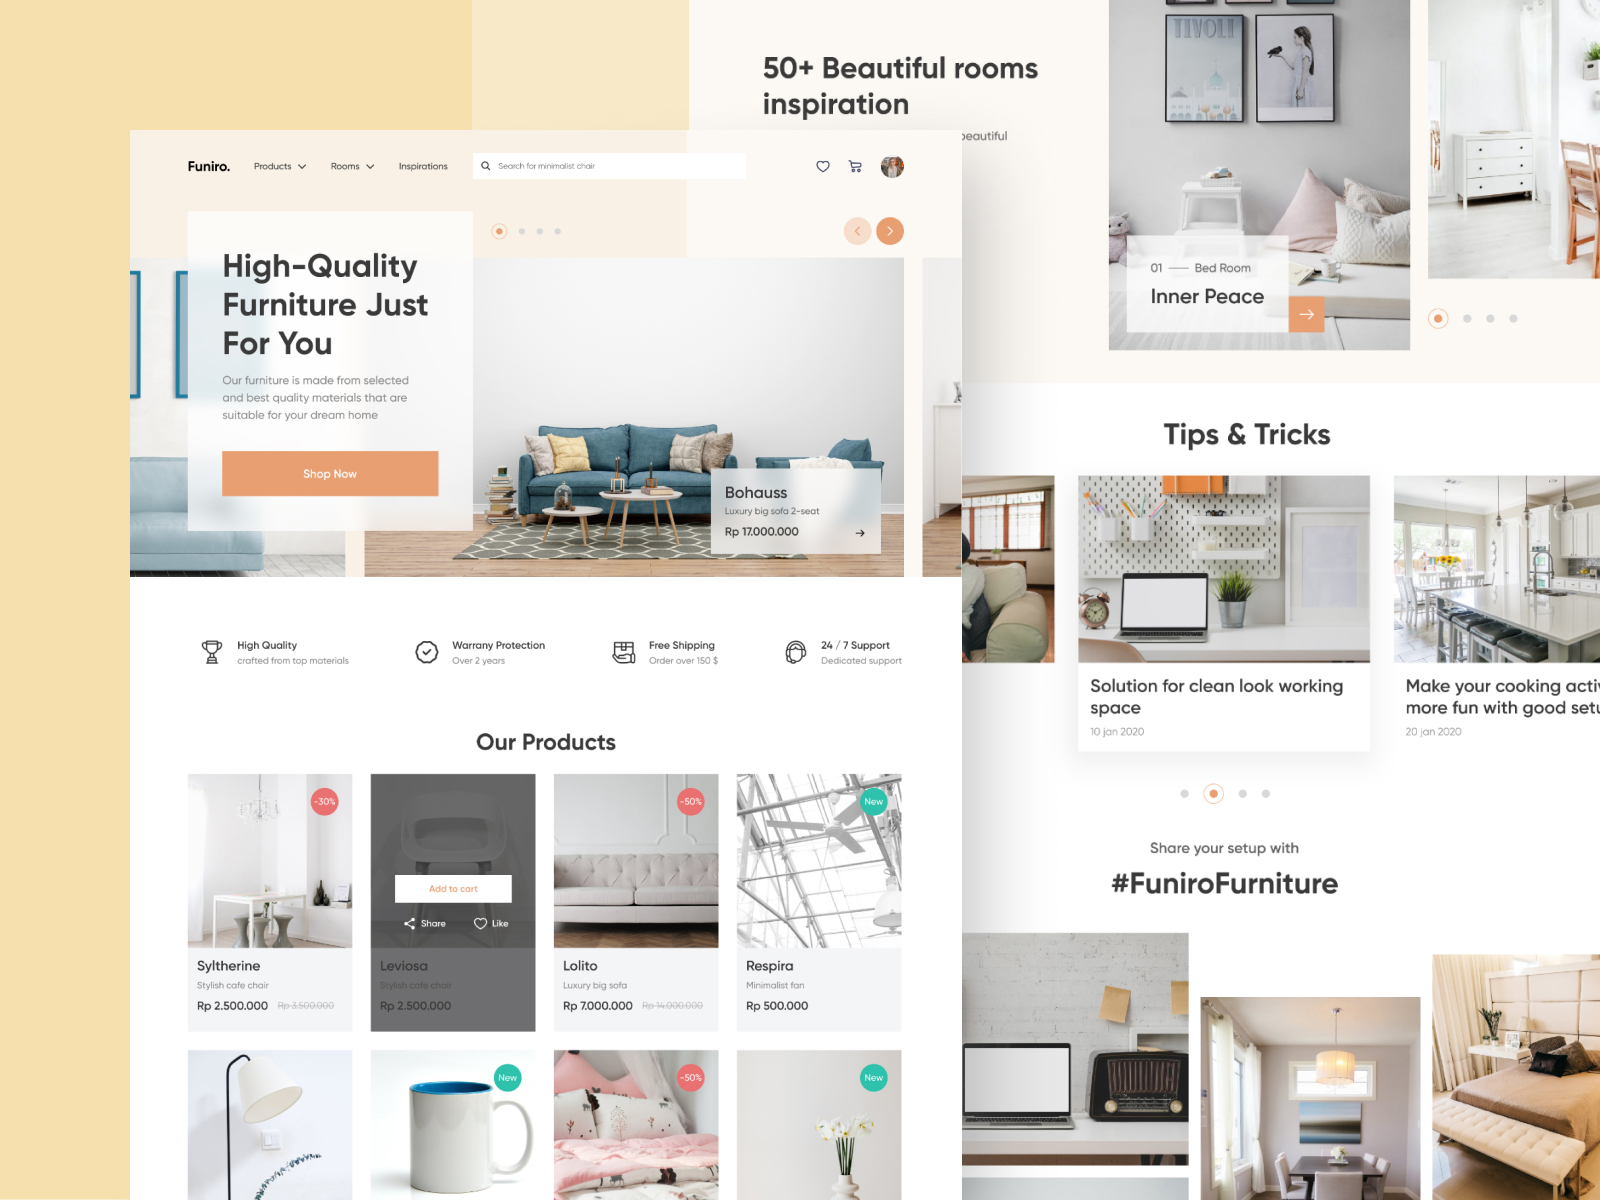 50+ Beautiful rooms
inspiration
beautiful
TIVOLI
01 Bed Room
Inner Peace
Funiro.
Products
Rooms
Inspirations
Search for minimalist chair
High-Quality
Furniture Just
For You
Our furniture is made from selected
and best quality materials that are
suitable for your dream home
Shop Now
Bohauss
Luxury big sofa 2-seat
Rp 17.000.000
High Quality
crafted from top materials
Warrany Protection
Over 2 years
Free Shipping
Order over 150 $
24 / 7 Support
Dedicated support
Our Products
-30%
Syltherine
Stylish cafe chair
Rp 2.500.000 Rp 3.500.000
Add to cart
Share
Like
Leviosa
Stylish cafe chair
Rp 2.500.000
-50%
Lolito
Luxury big sofa
Rp 7.000.000 Rp 14.000.000
New
Respira
Minimalist fan
Rp 500.000
New
-50%
New
Tips & Tricks
Solution for clean look working
space
10 jan 2020
Make your cooking activ
more fun with good setu
20 jan 2020
Share your setup with
#FuniroFurniture